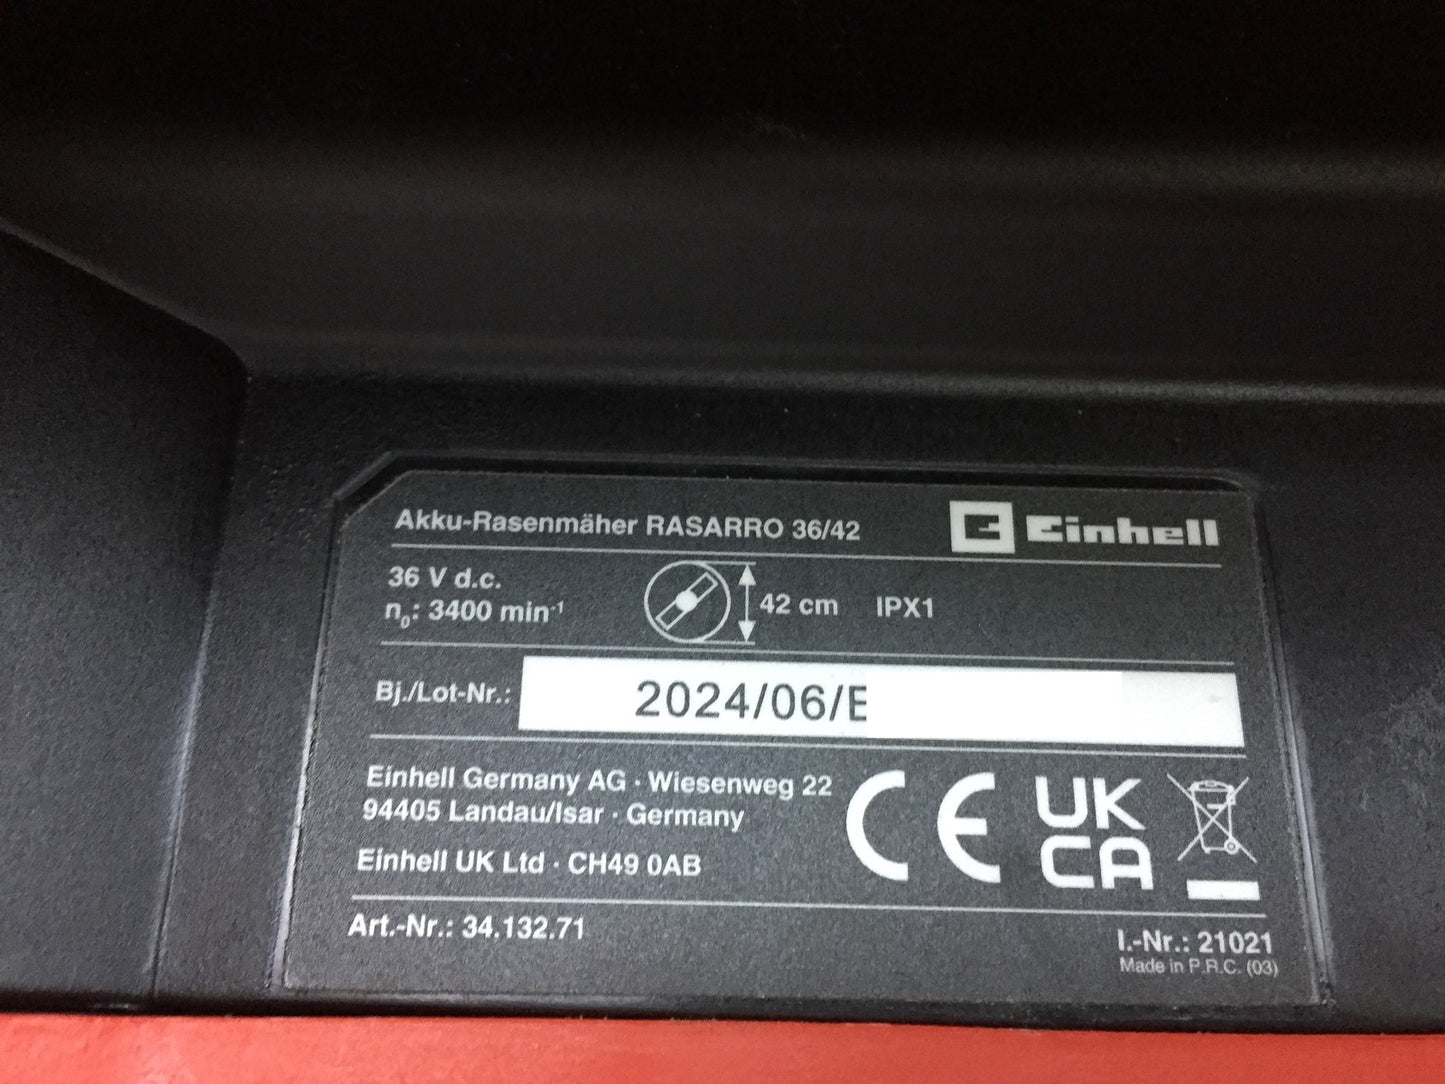 Akku-Rasenmäher RASARRO 36/42
Einhell
36 V d.c.
n₀: 3400 min⁻¹
42 cm
IPX1
Bj./Lot-Nr.: 2024/06/E
Einhell Germany AG · Wiesenweg 22
94405 Landau/Isar · Germany
Einhell UK Ltd · CH49 0AB
CE
UK
CA
Art.-Nr.: 34.132.71
I.-Nr.: 21021
Made in P.R.C. (03)